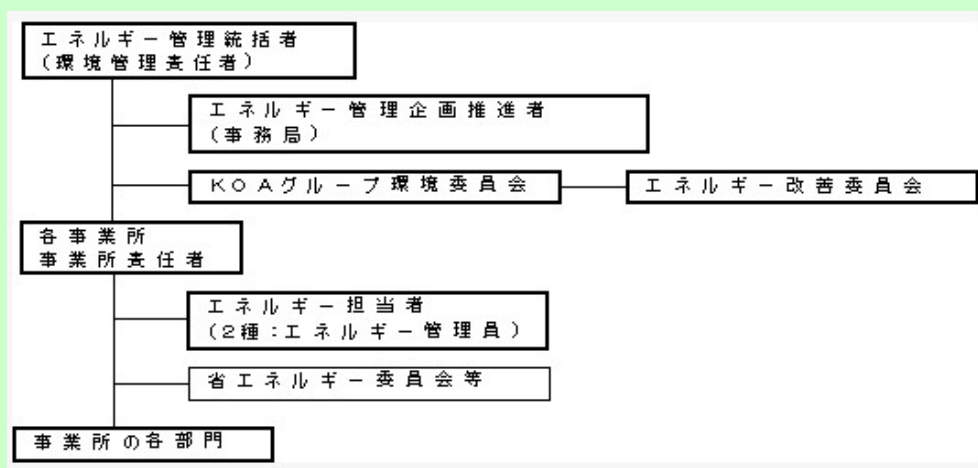 エネルギー管理統括者
(環境管理責任者)
エネルギー管理企画推進者
(事務局)
KOAグループ環境委員会
エネルギー改善委員会
各事業所
事業所責任者
エネルギー担当者
(2種:エネルギー管理員)
省エネルギー委員会等
事業所の各部門